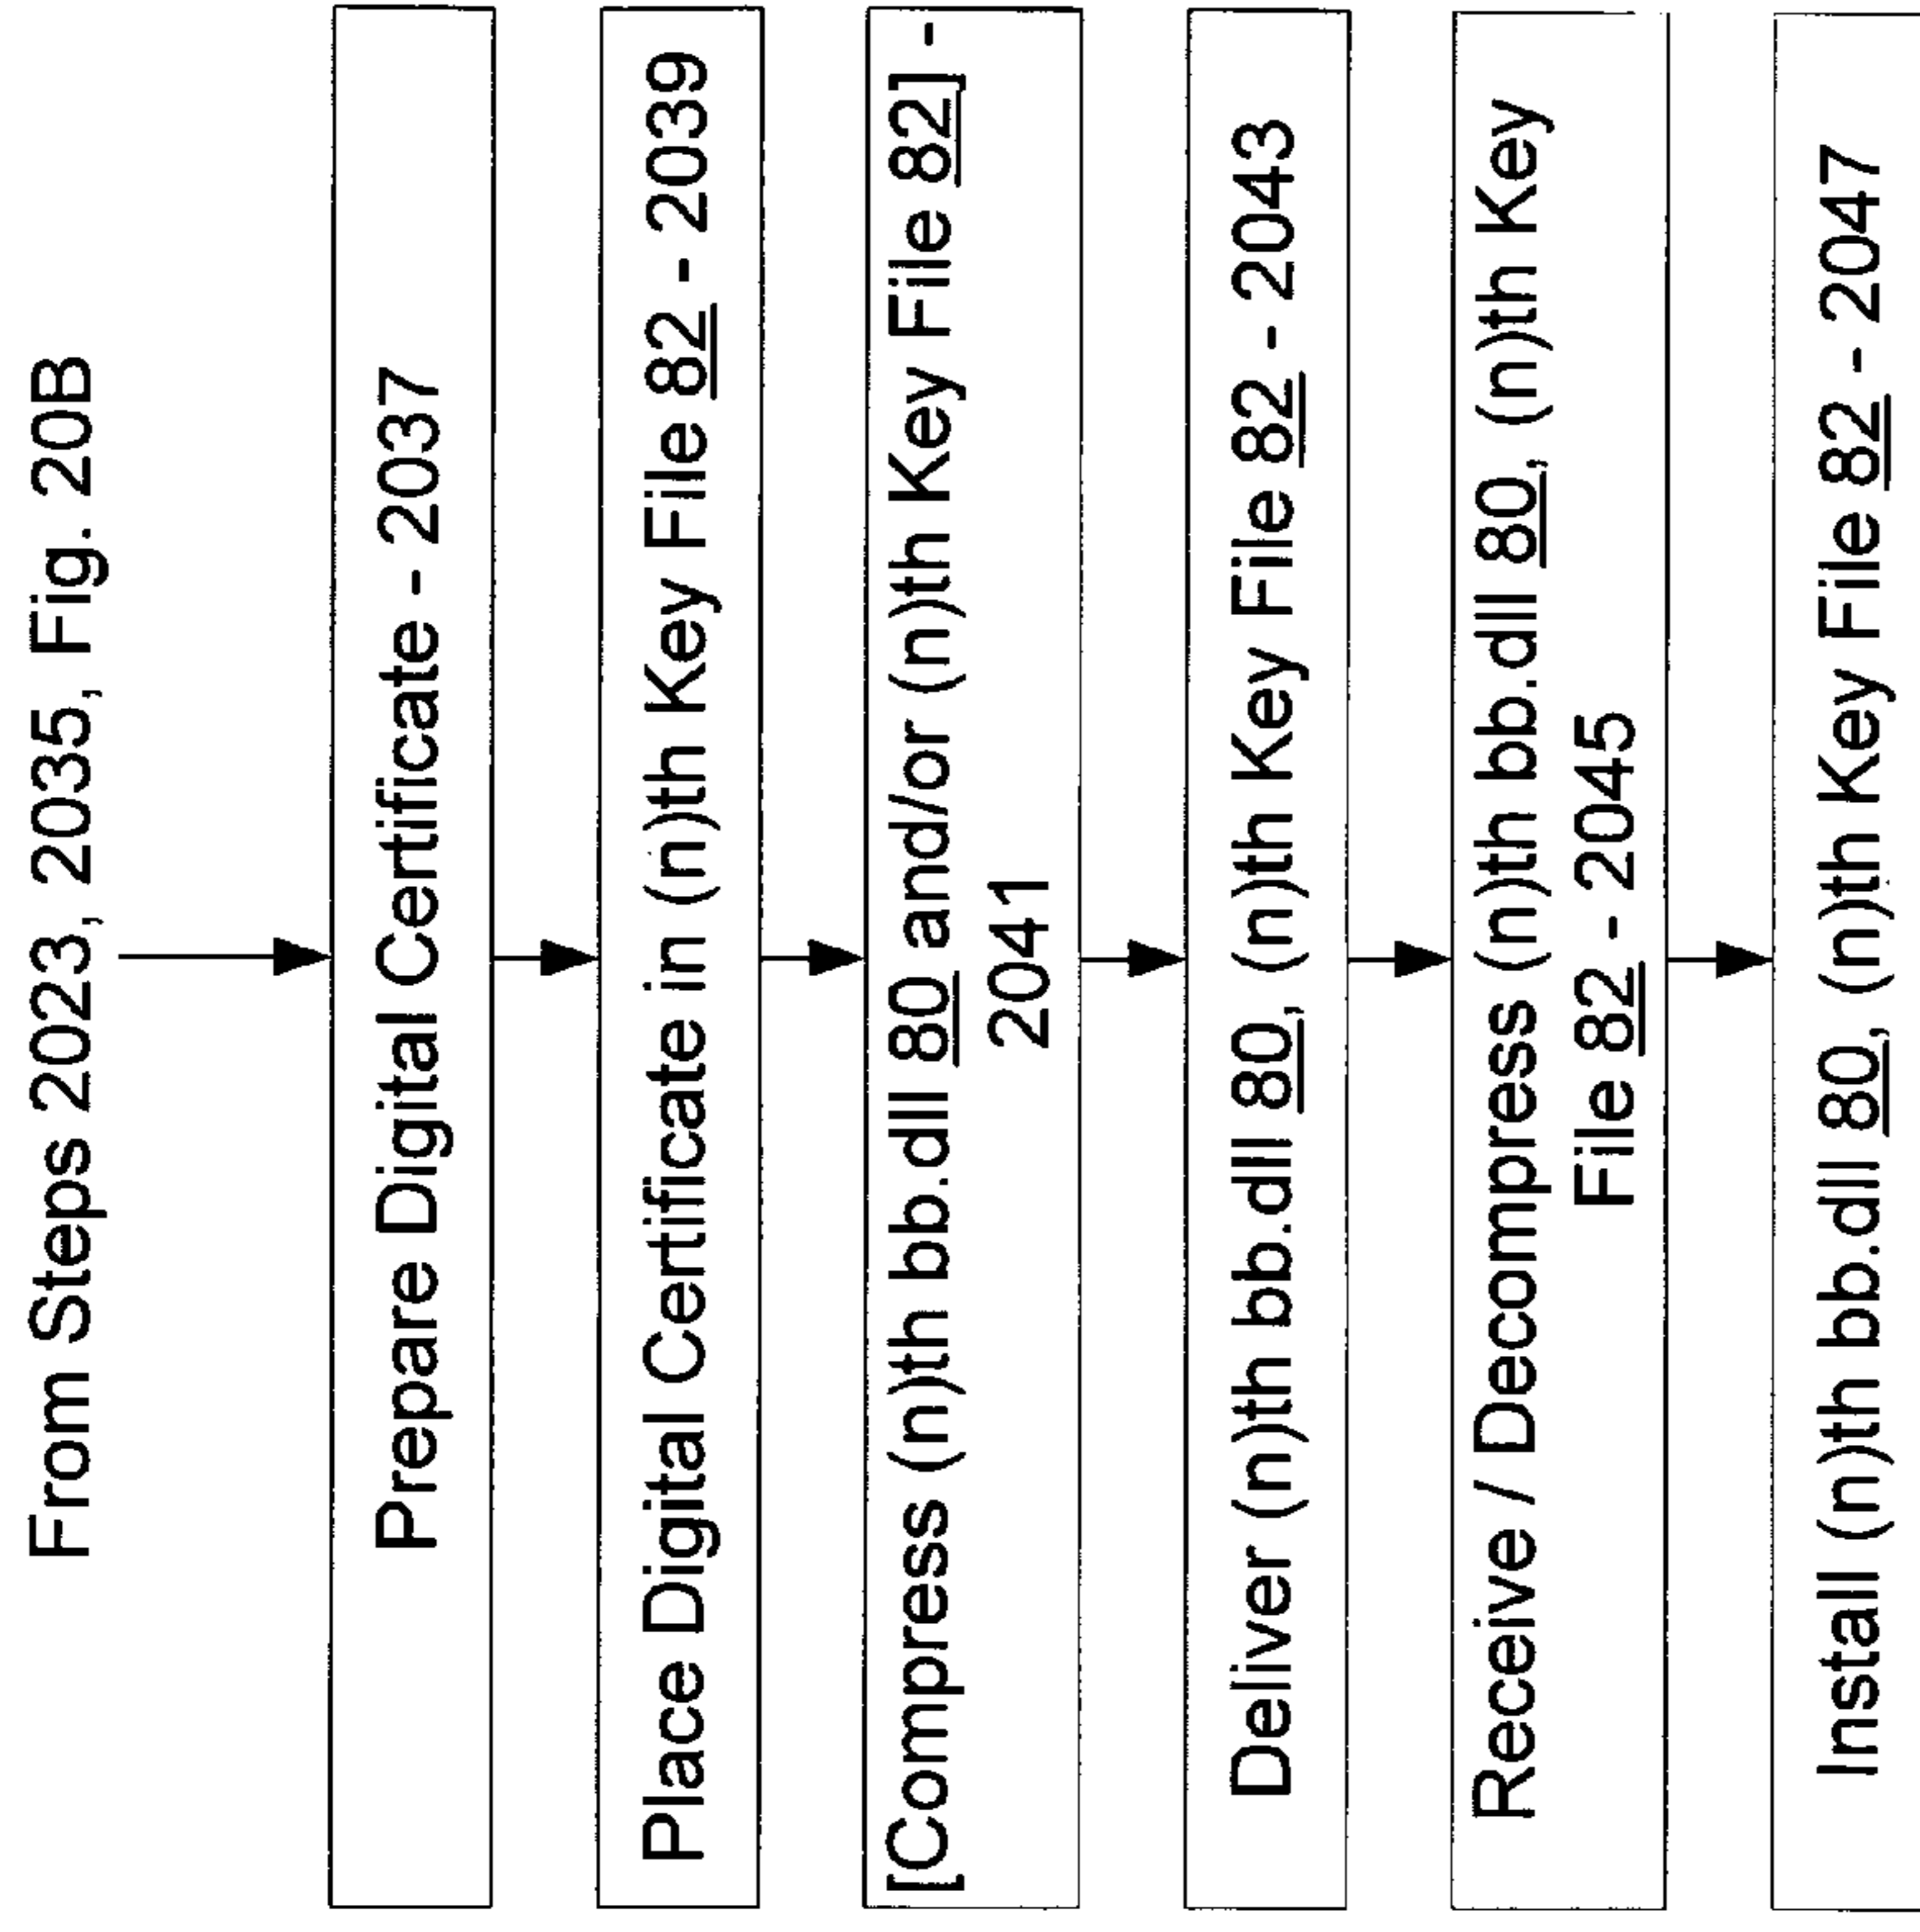 From Steps 2023, 2035, Fig. 20B
Prepare Digital Certificate - 2037
Place Digital Certificate in (n)th Key File 82 - 2039
[Compress (n)th bb.dll 80 and/or (n)th Key File 82] -
2041
Deliver (n)th bb.dll 80, (n)th Key File 82 - 2043
Receive / Decompress (n)th bb.dll 80, (n)th Key
File 82 - 2045
Install (n)th bb.dll 80, (n)th Key File 82 - 2047